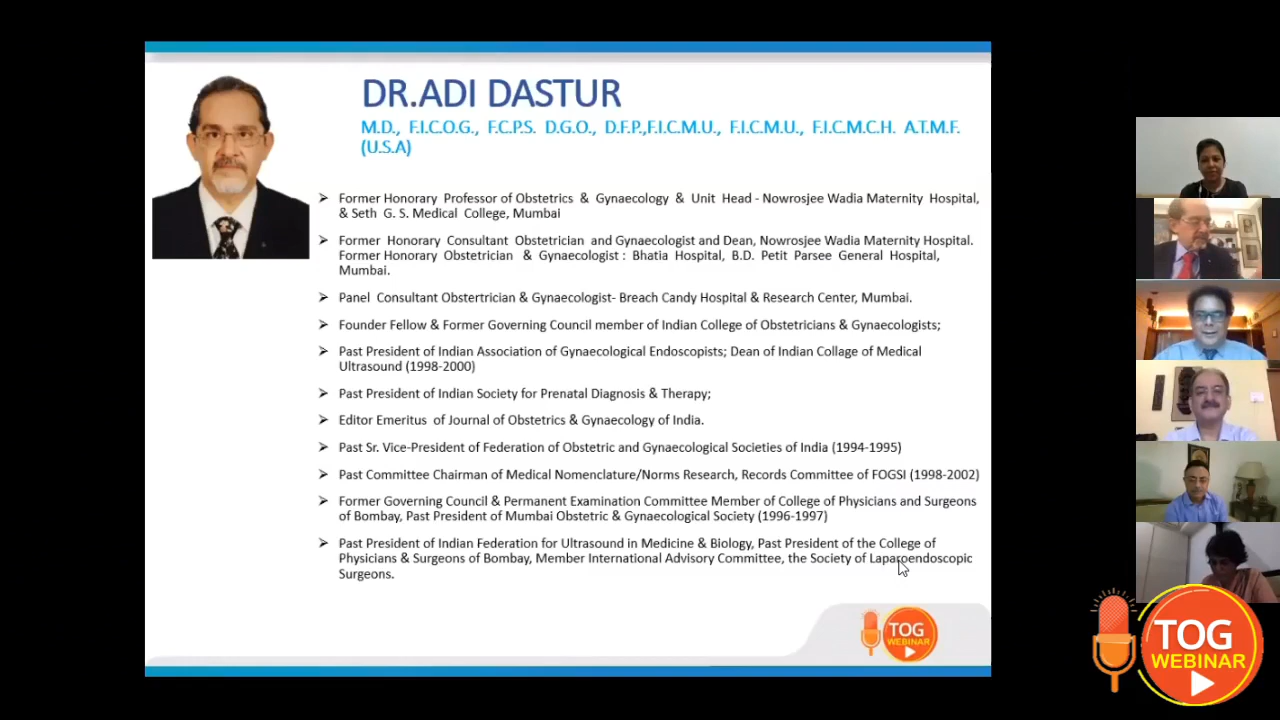 DR.ADI DASTUR
M.D., F.I.C.O.G., F.C.P.S. D.G.O., D.F.P.,F.I.C.M.U., F.I.C.M.U., F.I.C.M.C.H. A.T.M.F.
(U.S.A)
Former Honorary Professor of Obstetrics & Gynaecology & Unit Head - Nowrosjee Wadia Maternity Hospital,
& Seth G. S. Medical College, Mumbai
Former Honorary Consultant Obstetrician and Gynaecologist and Dean, Nowrosjee Wadia Maternity Hospital.
Former Honorary Obstetrician & Gynaecologist : Bhatia Hospital, B.D. Petit Parsee General Hospital,
Mumbai.
Panel Consultant Obstertrician & Gynaecologist- Breach Candy Hospital & Research Center, Mumbai.
Founder Fellow & Former Governing Council member of Indian College of Obstetricians & Gynaecologists;
Past President of Indian Association of Gynaecological Endoscopists; Dean of Indian Collage of Medical
Ultrasound (1998-2000)
Past President of Indian Society for Prenatal Diagnosis & Therapy;
Editor Emeritus of Journal of Obstetrics & Gynaecology of India.
Past Sr. Vice-President of Federation of Obstetric and Gynaecological Societies of India (1994-1995)
Past Committee Chairman of Medical Nomenclature/Norms Research, Records Committee of FOGSI (1998-2002)
Former Governing Council & Permanent Examination Committee Member of College of Physicians and Surgeons
of Bombay, Past President of Mumbai Obstetric & Gynaecological Society (1996-1997)
Past President of Indian Federation for Ultrasound in Medicine & Biology, Past President of the College of
Physicians & Surgeons of Bombay, Member International Advisory Committee, the Society of Laparoendoscopic
Surgeons.
TOG
WEBINAR
TOG
WEBINAR